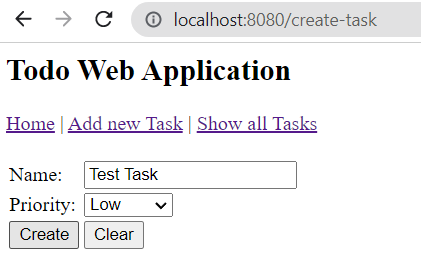 localhost:8080/create-task
Todo Web Application
Home | Add new Task | Show all Tasks
Name: Test Task
Priority: Low
Create Clear